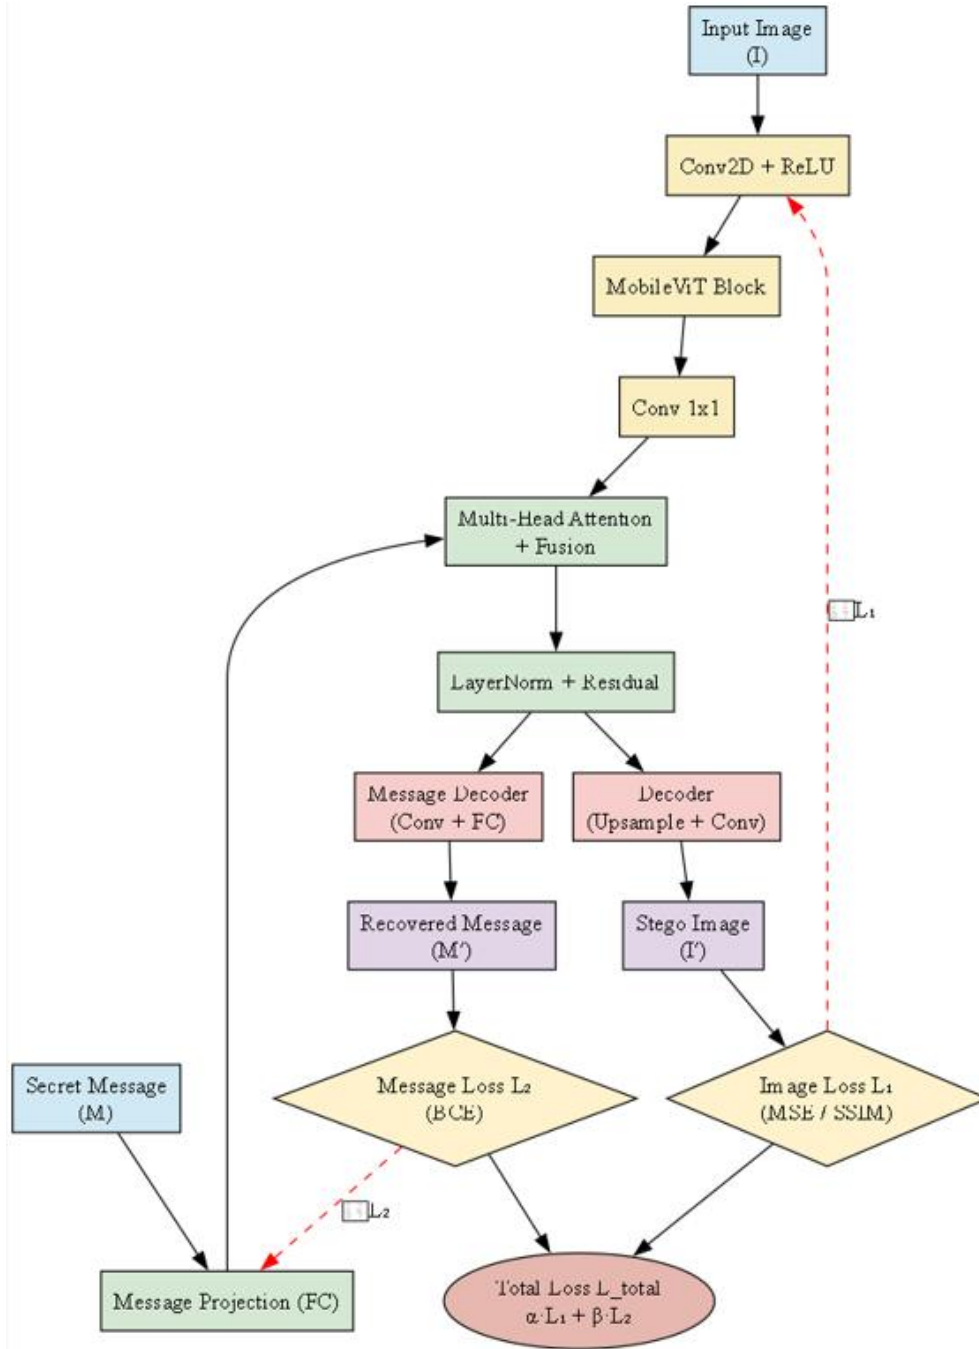 Input Image
(I)
Conv2D + ReLU
MobileViT Block
Conv 1x1
Multi-Head Attention
+ Fusion
LayerNorm + Residual
Message Decoder
(Conv + FC)
Decoder
(Upsample + Conv)
Recovered Message
(M')
Stego Image
(I')
Secret Message
(M)
Message Loss L₂
(BCE)
Image Loss L₁
(MSE / SSIM)
L₁
L₂
Message Projection (FC)
Total Loss L_total
α·L₁ + β·L₂